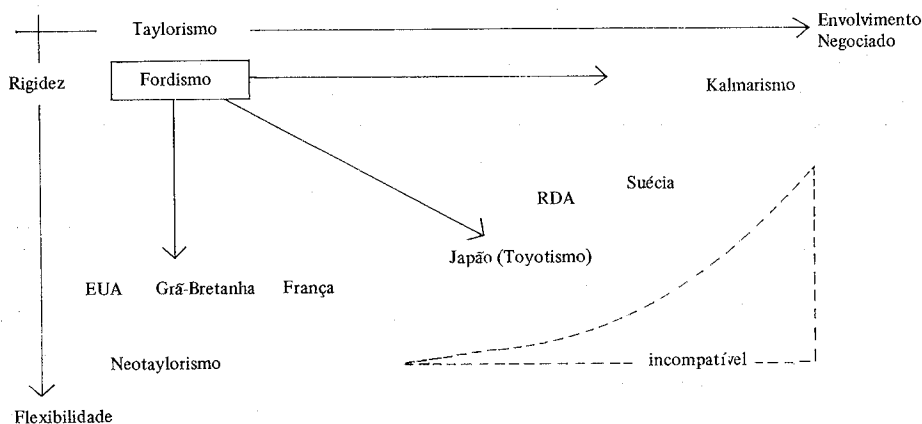 Taylorismo
Envolvimento
Negociado
Rigidez
Fordismo
Kalmarismo
RDA
Suécia
Japão (Toyotismo)
EUA Grã-Bretanha França
Neotaylorismo
incompatível
Flexibilidade